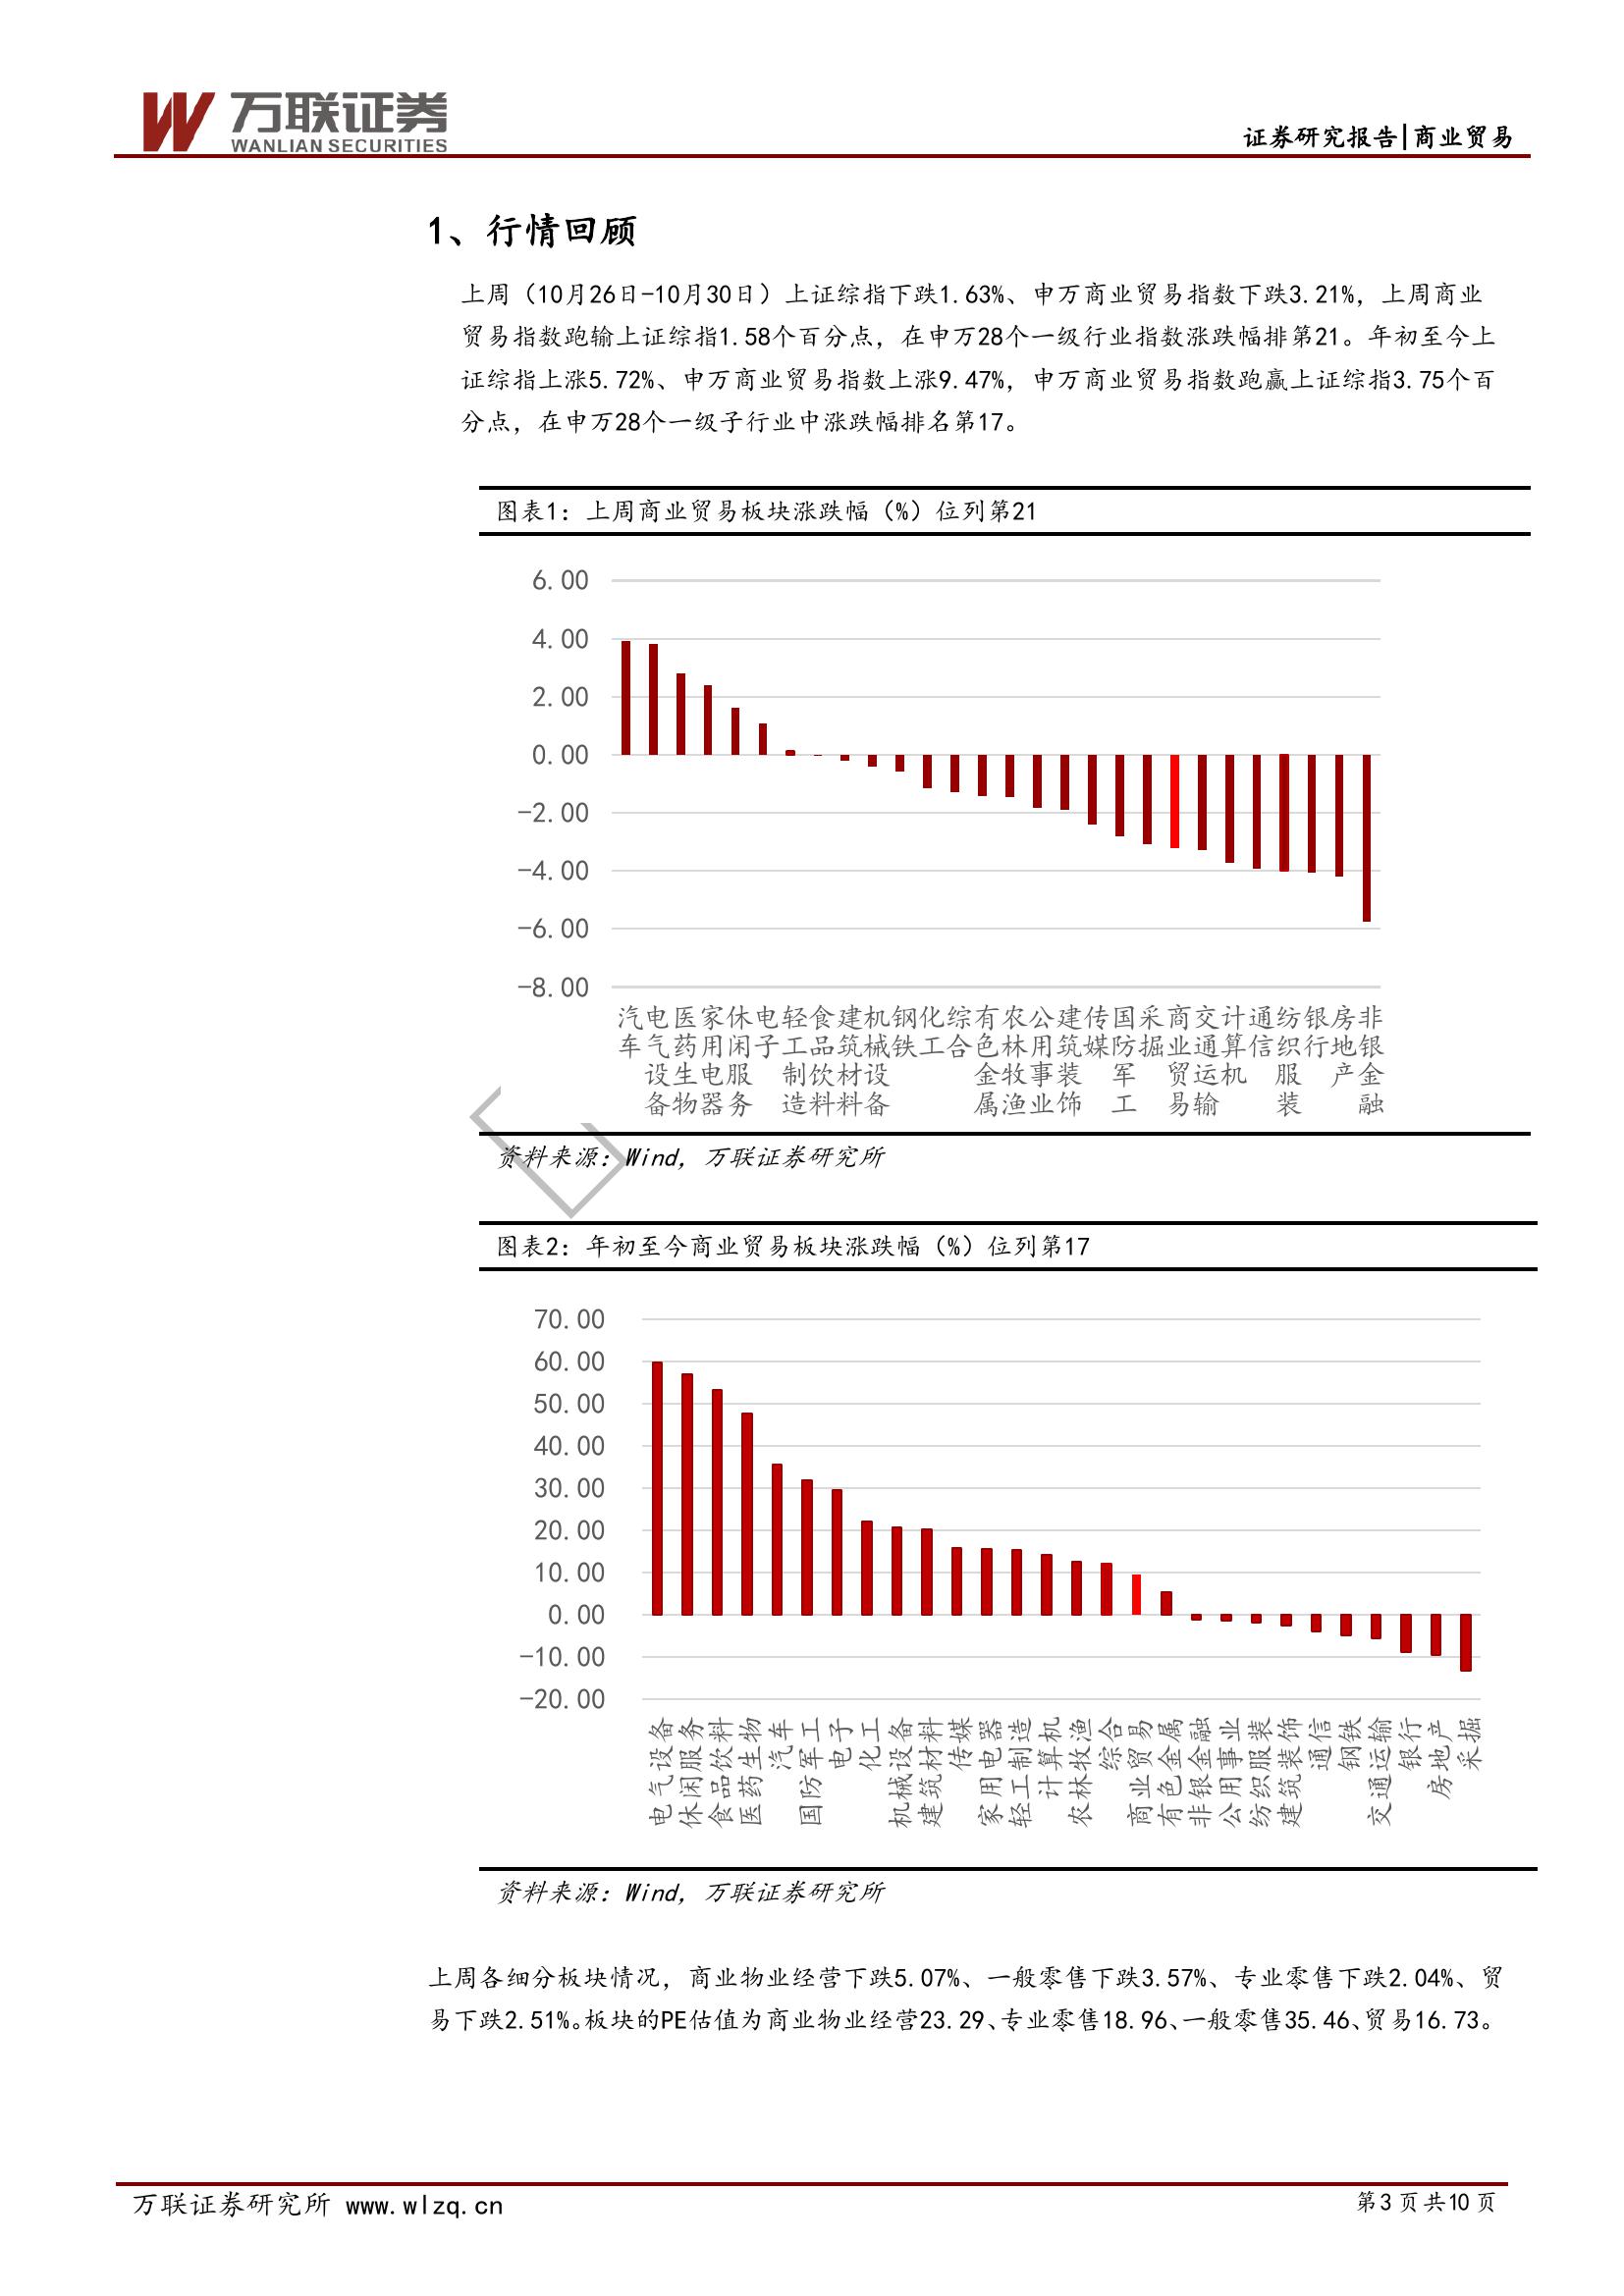 万联证券
WANLIAN SECURITIES
证券研究报告|商业贸易
1、行情回顾
上周（10月26日-10月30日）上证综指下跌1.63%、申万商业贸易指数下跌3.21%，上周商业
贸易指数跑输上证综指1.58个百分点，在申万28个一级行业指数涨跌幅排第21。年初至今上
证综指上涨5.72%、申万商业贸易指数上涨9.47%，申万商业贸易指数跑赢上证综指3.75个百
分点，在申万28个一级子行业中涨跌幅排名第17。
图表1：上周商业贸易板块涨跌幅（%）位列第21
6.00
4.00
2.00
0.00
-2.00
-4.00
-6.00
-8.00
汽车
电气设备
医药生物
家用电器
休闲服务
电子
轻工制造
食品饮料
建筑材料
机械设备
钢铁
化工
综合
有色金属
农林牧渔
公用事业
建筑装饰
传媒
国防军工
采掘
商业贸易
交通运输
计算机
通信
纺织服装
银行
房地产
非银金融
资料来源：Wind，万联证券研究所
图表2：年初至今商业贸易板块涨跌幅（%）位列第17
70.00
60.00
50.00
40.00
30.00
20.00
10.00
0.00
-10.00
-20.00
电气设备
休闲服务
食品饮料
医药生物
汽车
国防军工
电子
化工
机械设备
建筑材料
传媒
家用电器
轻工制造
计算机
农林牧渔
综合
商业贸易
有色金属
非银金融
公用事业
纺织服装
建筑装饰
通信
钢铁
交通运输
银行
房地产
采掘
资料来源：Wind，万联证券研究所
上周各细分板块情况，商业物业经营下跌5.07%、一般零售下跌3.57%、专业零售下跌2.04%、贸
易下跌2.51%。板块的PE估值为商业物业经营23.29、专业零售18.96、一般零售35.46、贸易16.73。
万联证券研究所 www.wlzq.cn
第3页共10页